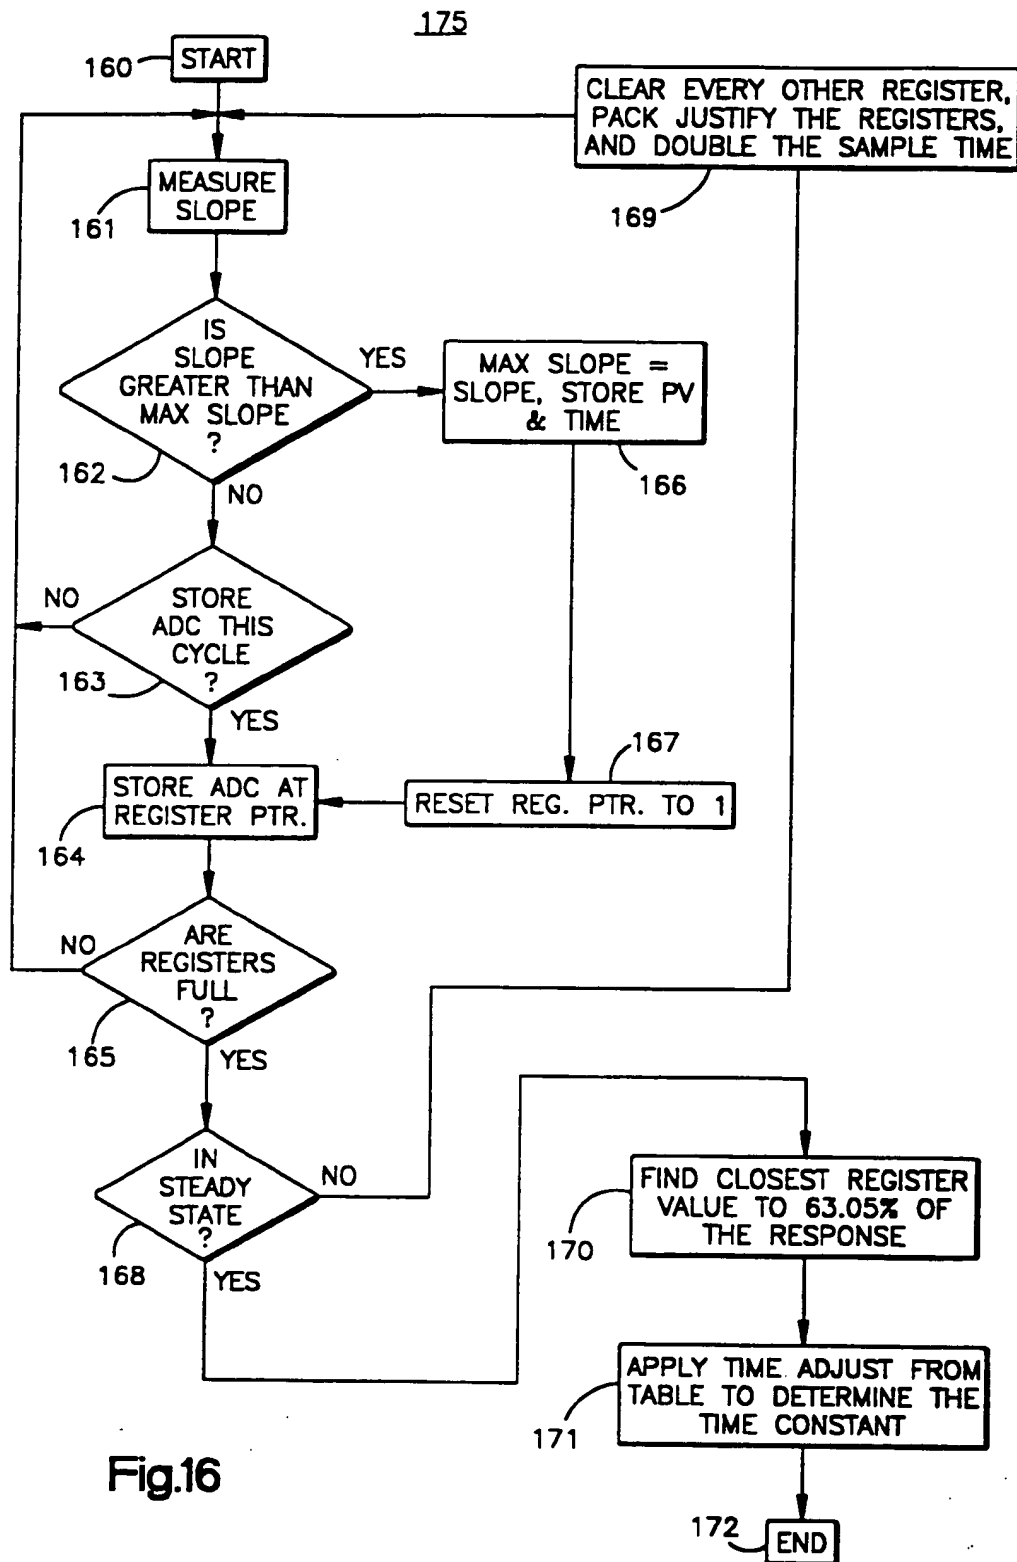 175
160
START
CLEAR EVERY OTHER REGISTER,
PACK JUSTIFY THE REGISTERS,
AND DOUBLE THE SAMPLE TIME
169
MEASURE
SLOPE
161
IS
SLOPE
GREATER THAN
MAX SLOPE
?
162
YES
NO
MAX SLOPE =
SLOPE, STORE PV
& TIME
166
STORE
ADC THIS
CYCLE
?
163
NO
YES
167
RESET REG. PTR. TO 1
STORE ADC AT
REGISTER PTR.
164
ARE
REGISTERS
FULL
?
165
NO
YES
IN
STEADY
STATE
?
168
NO
YES
FIND CLOSEST REGISTER
VALUE TO 63.05% OF
THE RESPONSE
170
APPLY TIME ADJUST FROM
TABLE TO DETERMINE THE
TIME CONSTANT
171
172
END
Fig.16